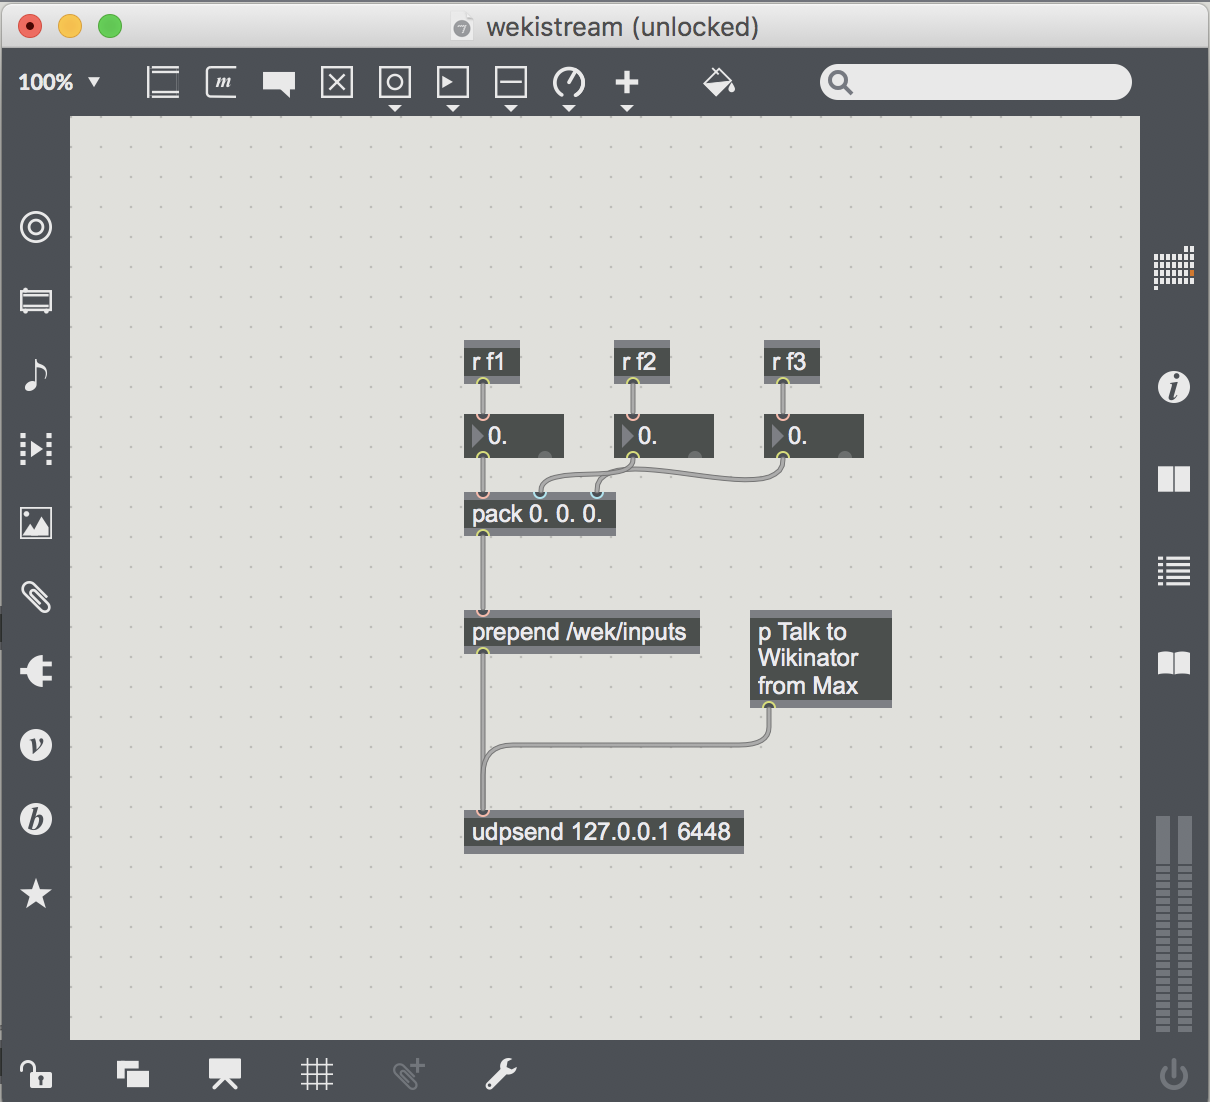 wekistream (unlocked)
100%
m
i
v
b
r f1
r f2
r f3
0.
0.
0.
pack 0. 0. 0.
prepend /wek/inputs
p Talk to
Wikinator
from Max
udpsend 127.0.0.1 6448